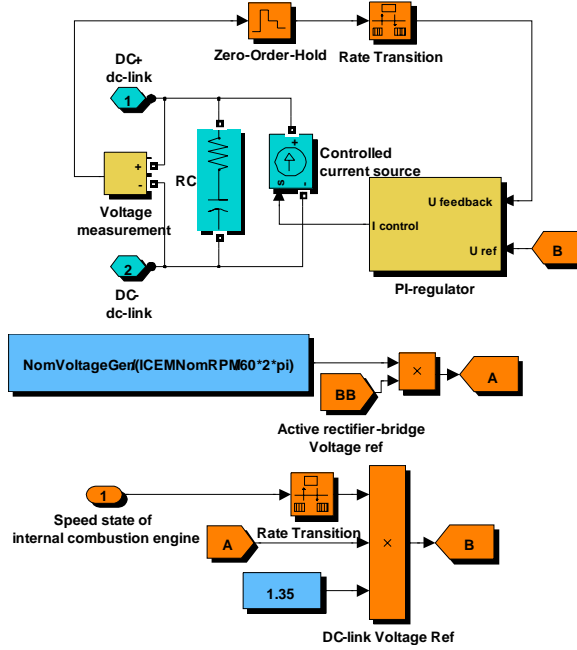 Zero-Order-Hold
Rate Transition
DC+
dc-link
1
+
-
Voltage
measurement
RC
+
-
s
Controlled
current source
U feedback
I control
U ref
PI-regulator
B
2
DC-
dc-link
NomVoltageGen/(ICEMNomRPM/60*2*pi)
BB
×
A
Active rectifier-bridge
Voltage ref
1
Speed state of
internal combustion engine
Rate Transition
A
1.35
×
B
DC-link Voltage Ref